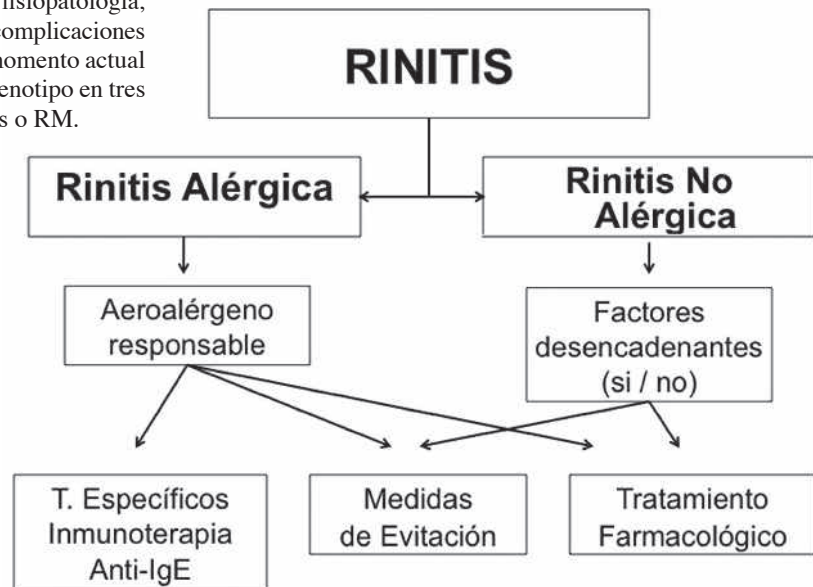 fisiopatología,
complicaciones
momento actual
enotipo en tres
s o RM.
RINITIS
Rinitis Alérgica
Rinitis No
Alérgica
Aeroalérgeno
responsable
Factores
desencadenantes
(si / no)
T. Específicos
Inmunoterapia
Anti-IgE
Medidas
de Evitación
Tratamiento
Farmacológico